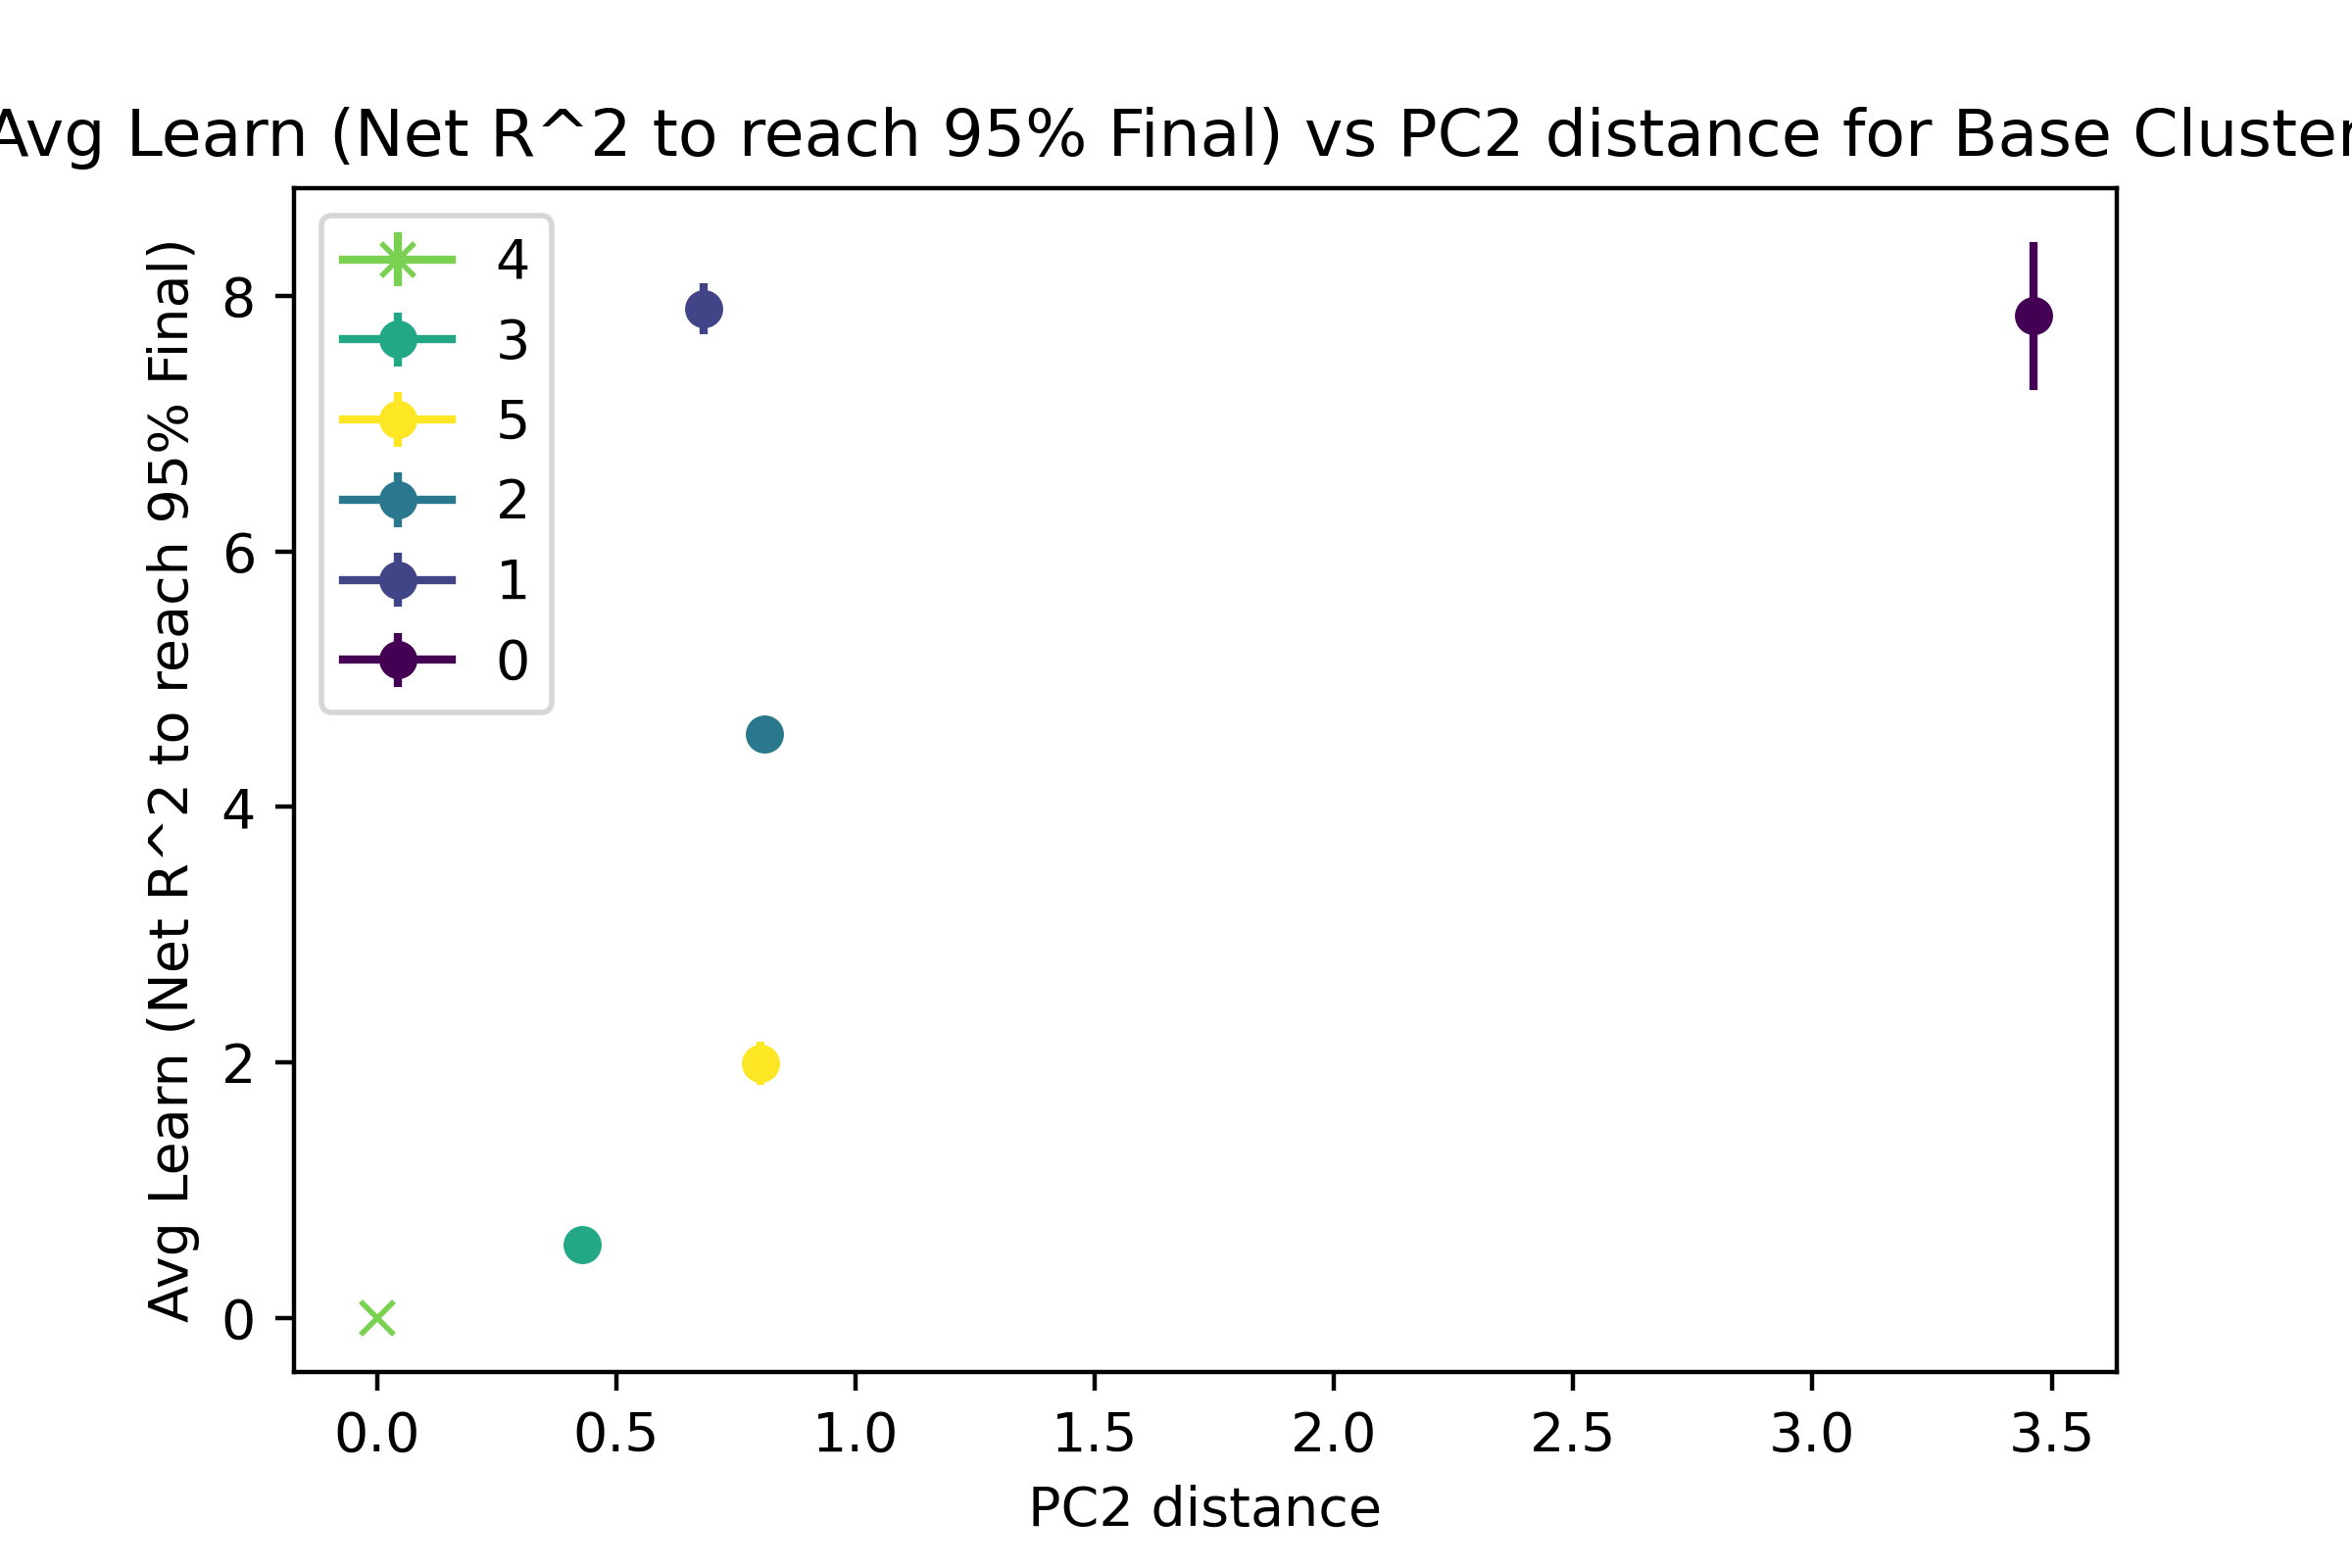 Avg Learn (Net R^2 to reach 95% Final) vs PC2 distance for Base Cluster
4
3
5
2
1
0
Avg Learn (Net R^2 to reach 95% Final)
8
6
4
2
0
0.0 0.5 1.0 1.5 2.0 2.5 3.0 3.5
PC2 distance